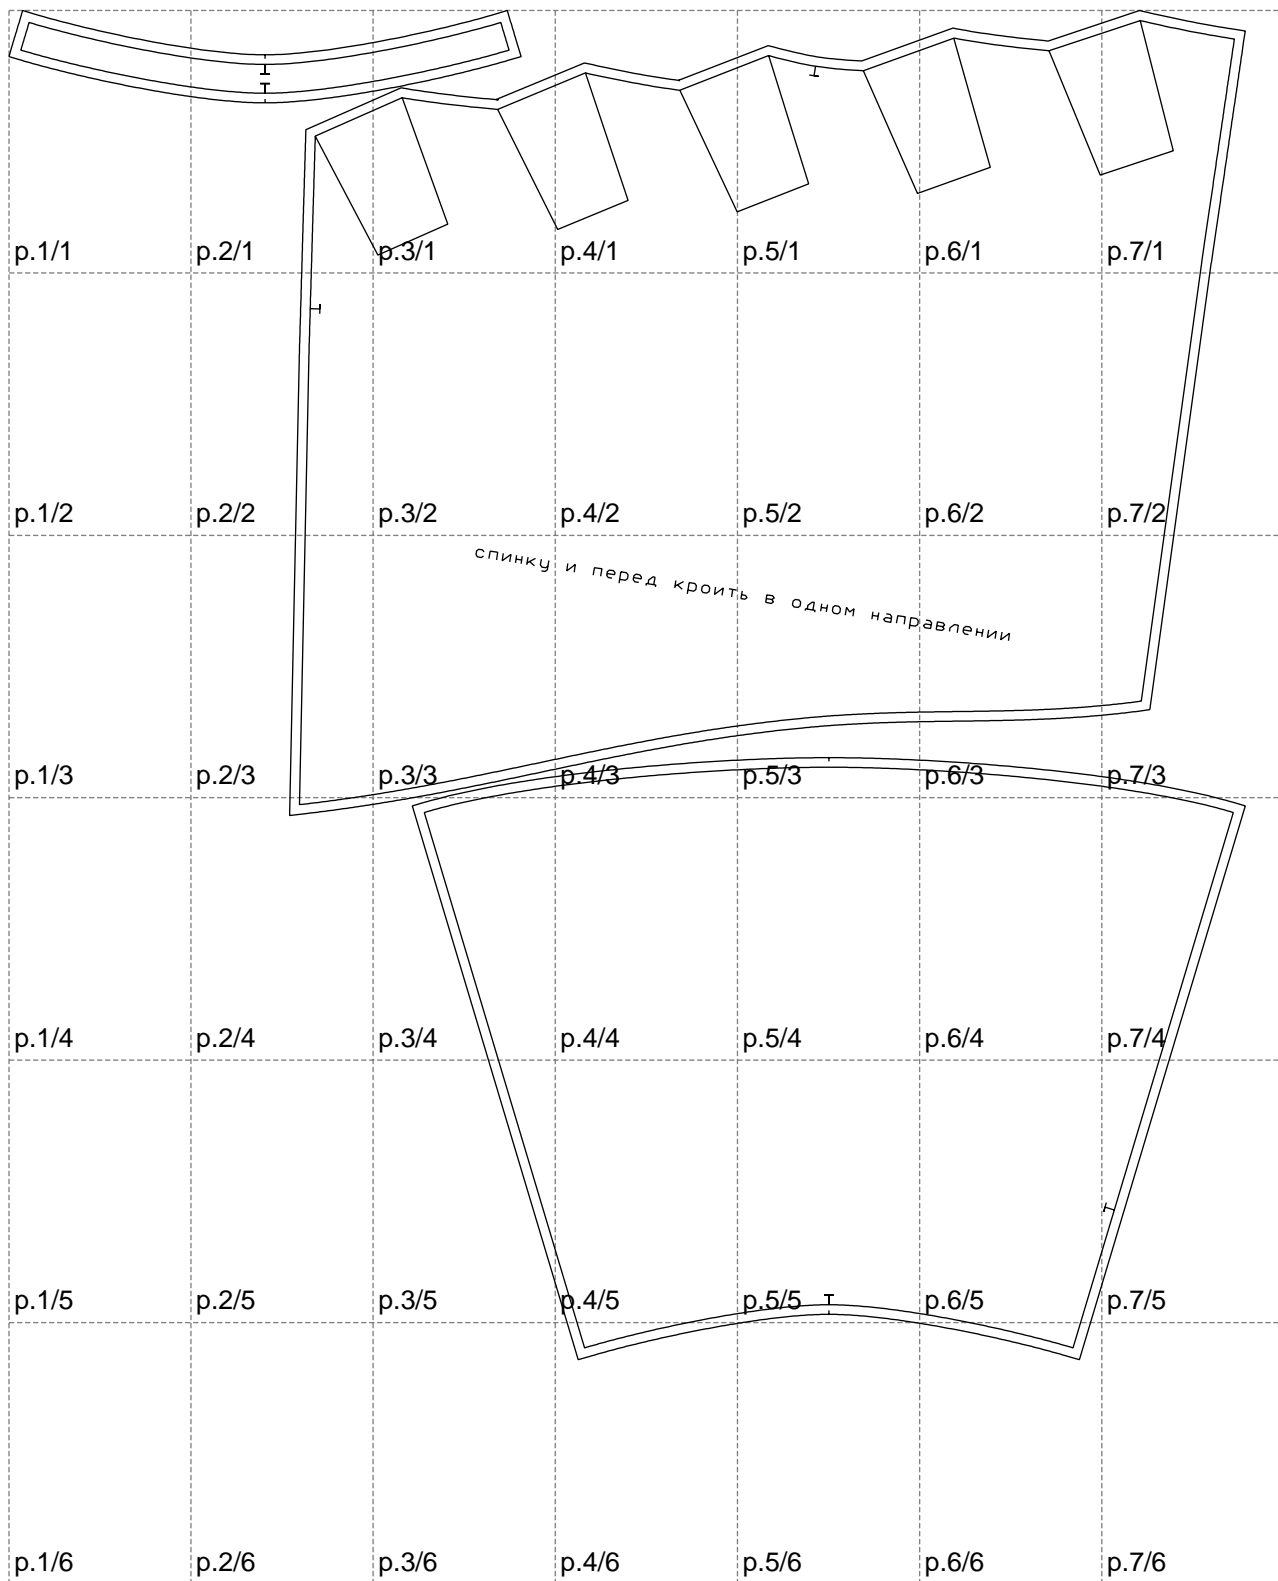 p.1/1 p.2/1 p.3/1 p.4/1 p.5/1 p.6/1 p.7/1
p.1/2 p.2/2 p.3/2 p.4/2 p.5/2 p.6/2 p.7/2
спинку и перед кроить в одном направлении
p.1/3 p.2/3 p.3/3 p.4/3 p.5/3 p.6/3 p.7/3
p.1/4 p.2/4 p.3/4 p.4/4 p.5/4 p.6/4 p.7/4
p.1/5 p.2/5 p.3/5 p.4/5 p.5/5 p.6/5 p.7/5
p.1/6 p.2/6 p.3/6 p.4/6 p.5/6 p.6/6 p.7/6